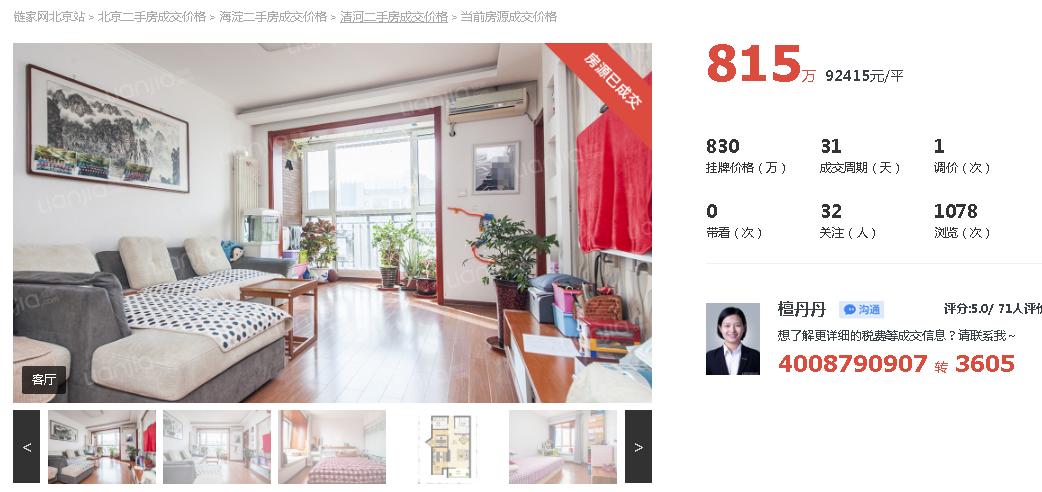 链家网北京站 > 北京二手房成交价格 > 海淀二手房成交价格 > 清河二手房成交价格 > 当前房源成交价格
房源已成交
815万 92415元/平
830 31 1
挂牌价格（万） 成交周期（天） 调价（次）
0 32 1078
带看（次） 关注（人） 浏览（次）
檀丹丹 沟通 评分:5.0/ 71人评价
想了解更详细的税费等成交信息？请联系我~
4008790907 转 3605
客厅
< >